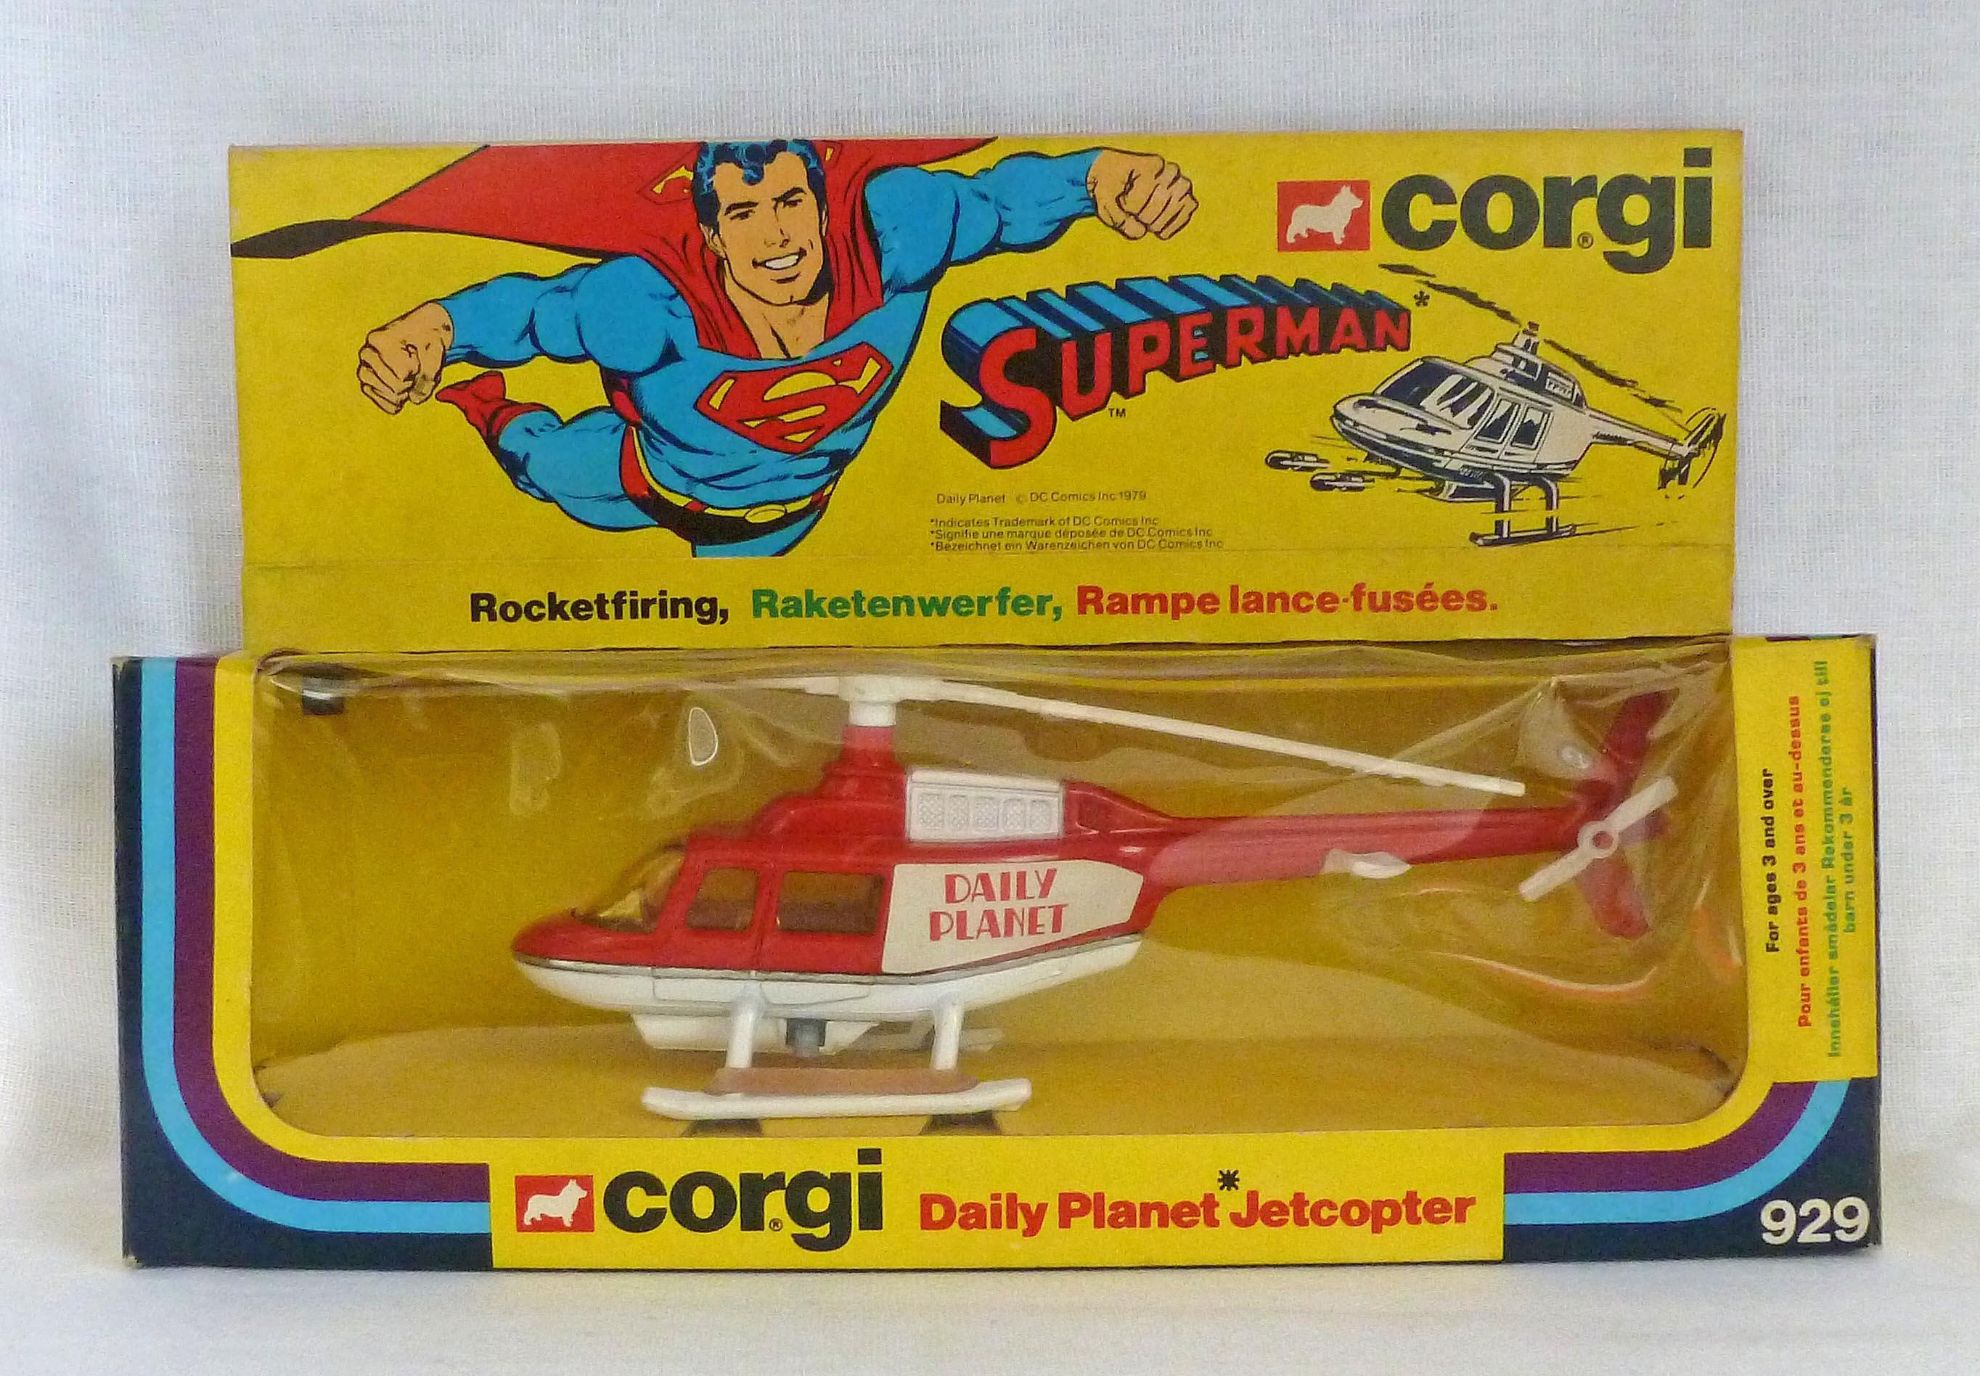 corgi®
SUPERMAN*
TM
Daily Planet © DC Comics Inc 1979
*Indicates Trademark of DC Comics Inc
*Signifie une marque déposée de DC Comics Inc
*Bezeichnet ein Warenzeichen von DC Comics Inc
Rocketfiring, Raketenwerfer, Rampe lance-fusées.
DAILY
PLANET
For ages 3 and over
Pour enfants de 3 ans et au-dessus
Innehåller smådelar Rekommenderas ej till
barn under 3 år
corgi® Daily Planet* Jetcopter
929